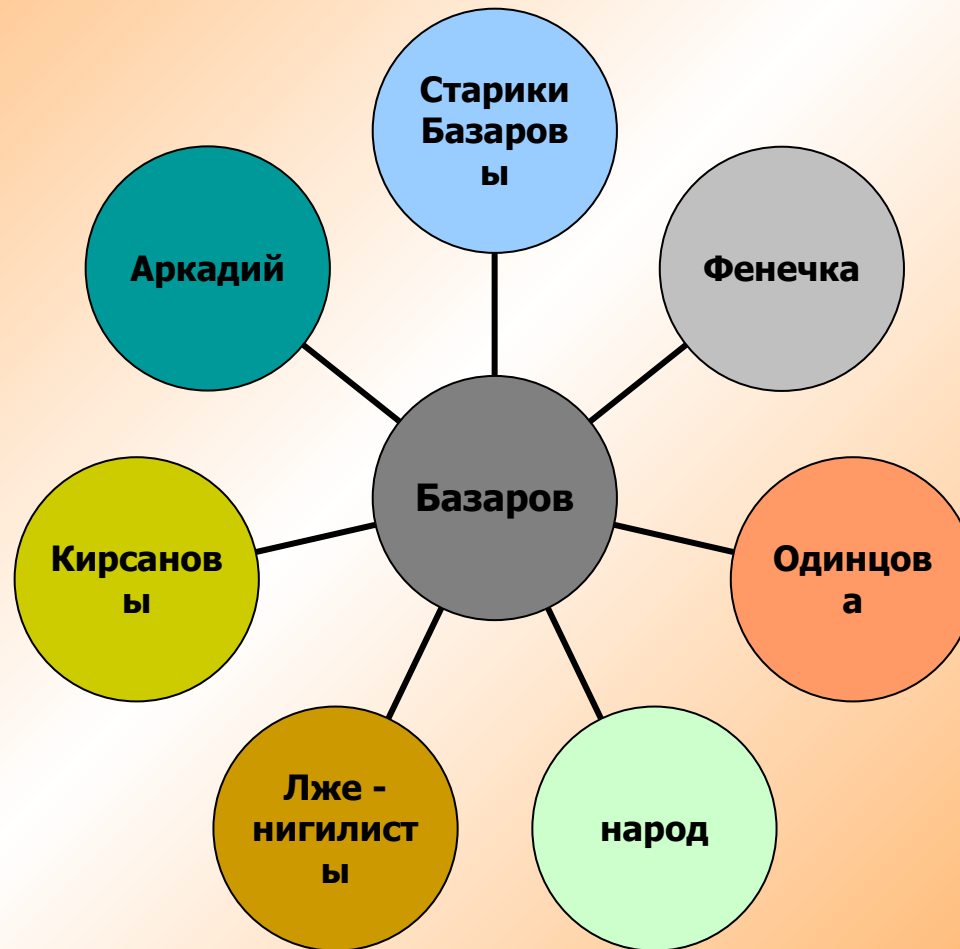 Старики
Базаров
ы
Аркадий
Фенечка
Базаров
Кирсанов
ы
Одинцов
а
Лже -
нигилист
ы
народ